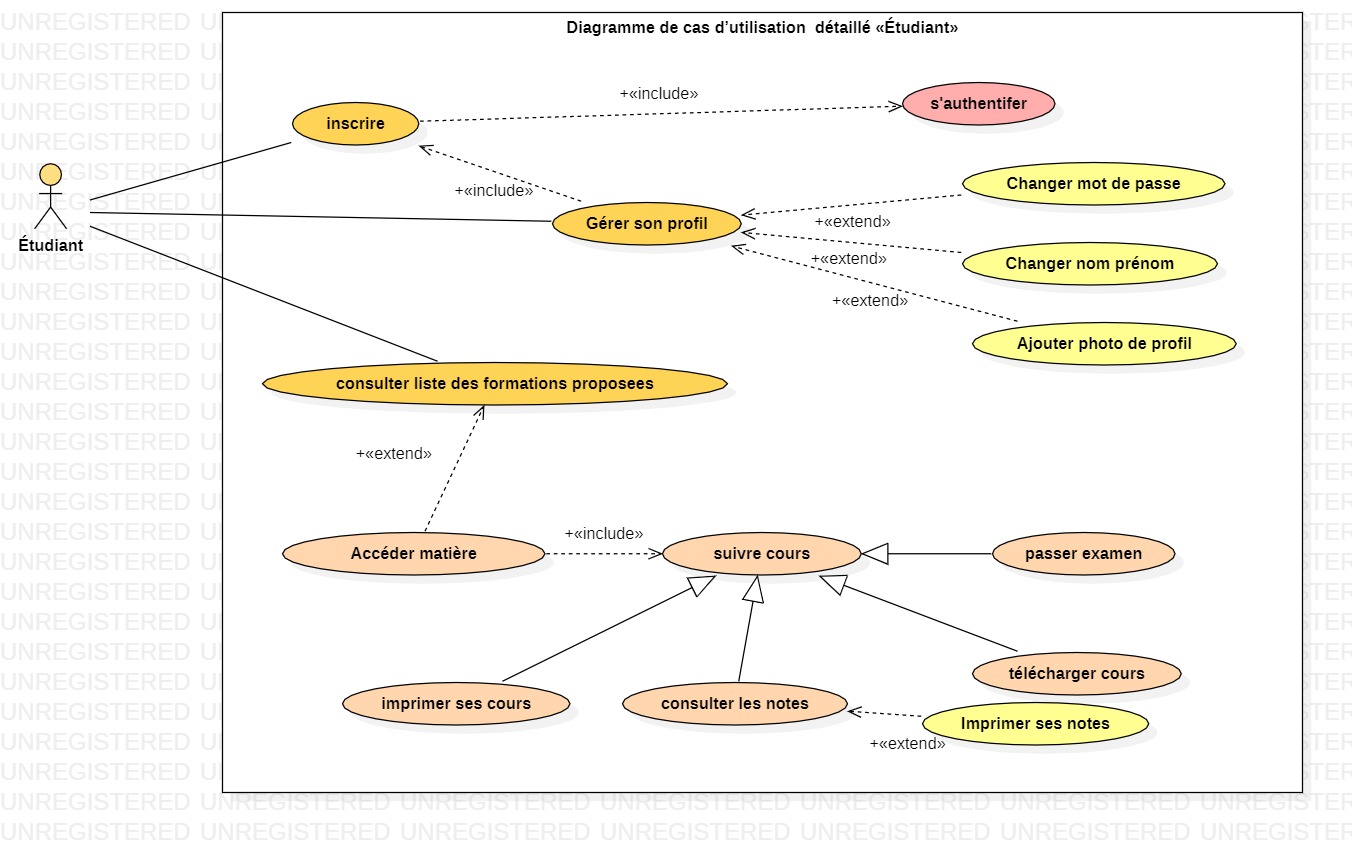 Diagramme de cas d’utilisation  détaillé «Étudiant»
+«include»
s'authentifer
inscrire
Changer mot de passe
+«include»
Étudiant
Gérer son profil
+«extend»
Changer nom prénom
+«extend»
+«extend»
Ajouter photo de profil
consulter liste des formations proposees
+«extend»
+«include»
Accéder matière
suivre cours
passer examen
télécharger cours
imprimer ses cours
consulter les notes
Imprimer ses notes
+«extend»
UNREGISTERED UNREGISTERED UNREGISTERED UNREGISTERED UNREGISTERED UNREGISTERED UNREGISTERED